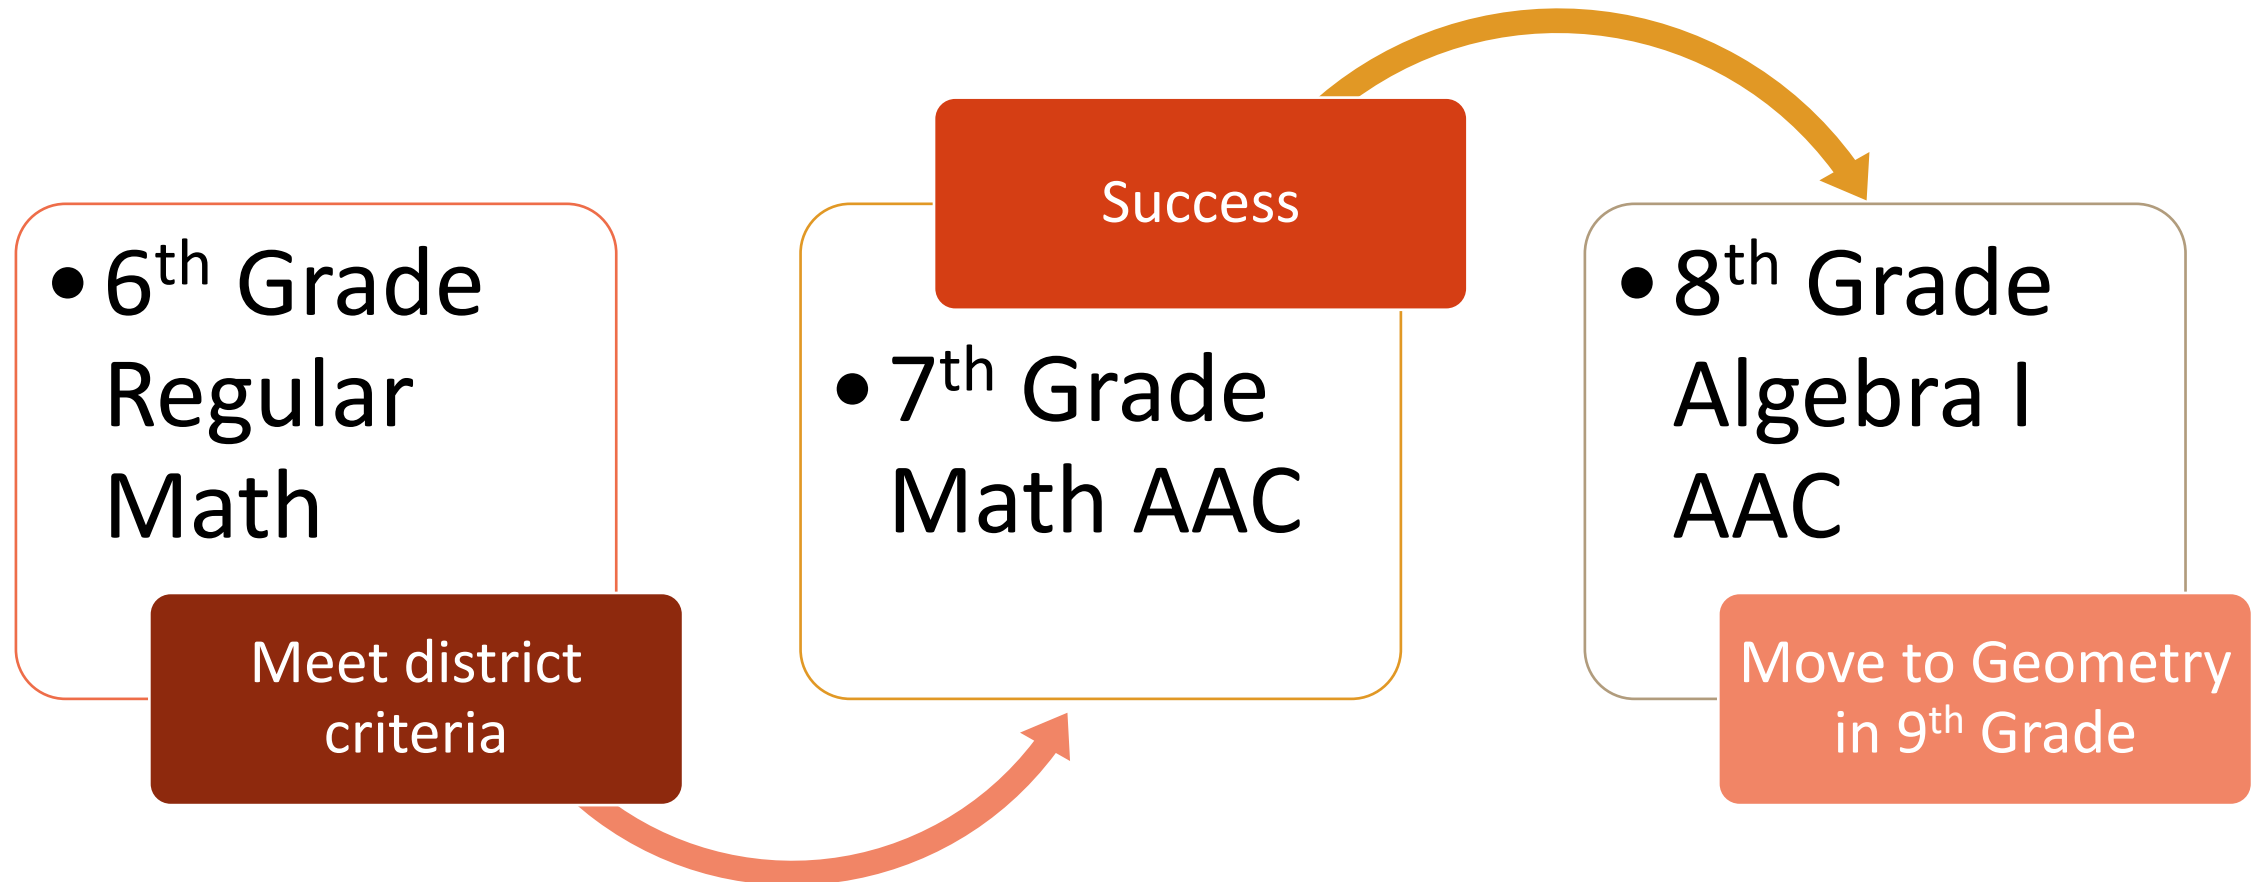 • 6th Grade
Regular
Math
Meet district
criteria
Success
• 7th Grade
Math AAC
• 8th Grade
Algebra I
AAC
Move to Geometry
in 9th Grade